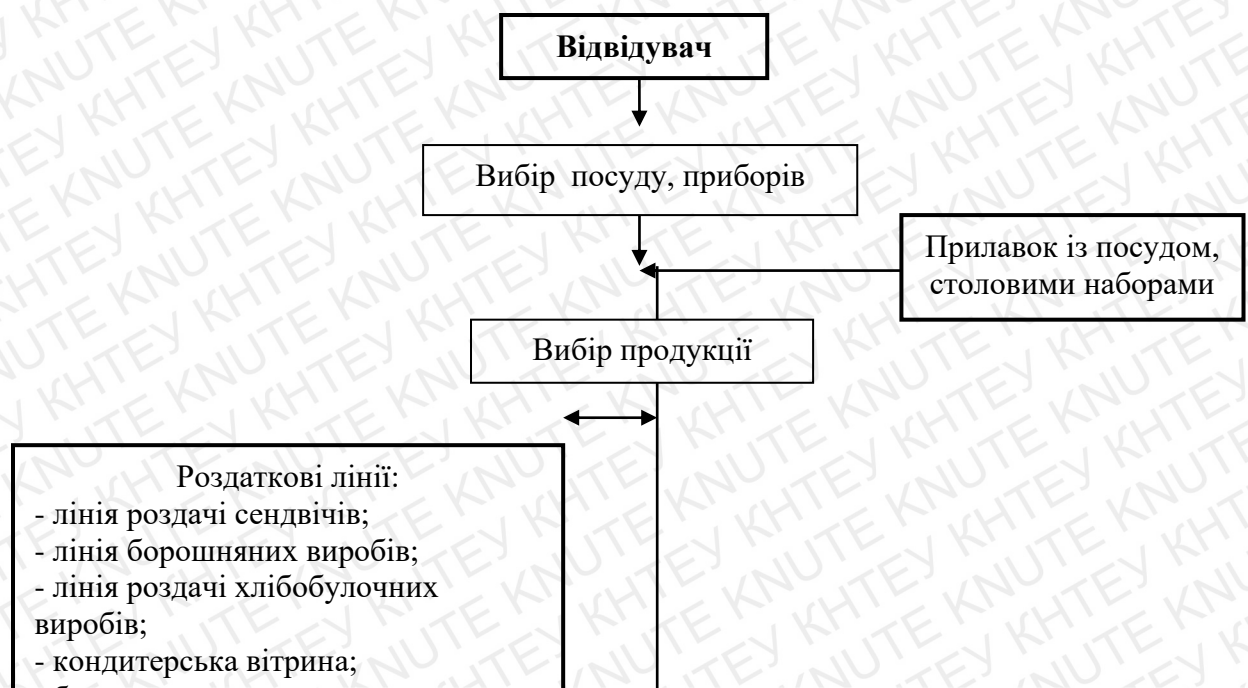 Відвідувач
Вибір посуду, приборів
Прилавок із посудом,
столовими наборами
Вибір продукції
Роздаткові лінії:
- лінія роздачі сендвічів;
- лінія борошняних виробів;
- лінія роздачі хлібобулочних
виробів;
- кондитерська вітрина;